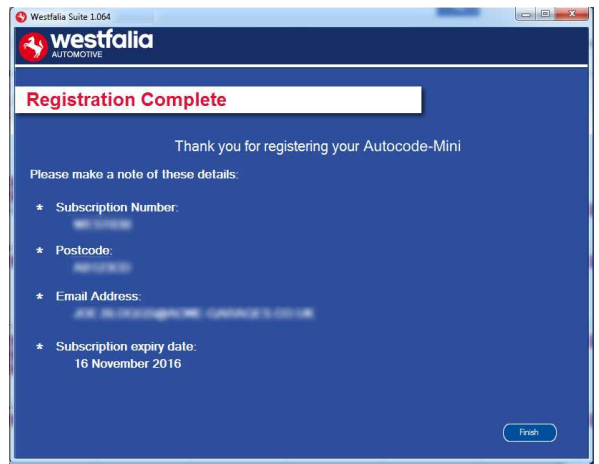 Westfalia Suite 1.064
westfalia
AUTOMOTIVE
Registration Complete
Thank you for registering your Autocode-Mini
Please make a note of these details:
* Subscription Number:
* Postcode:
* Email Address:
* Subscription expiry date:
16 November 2016
Finish